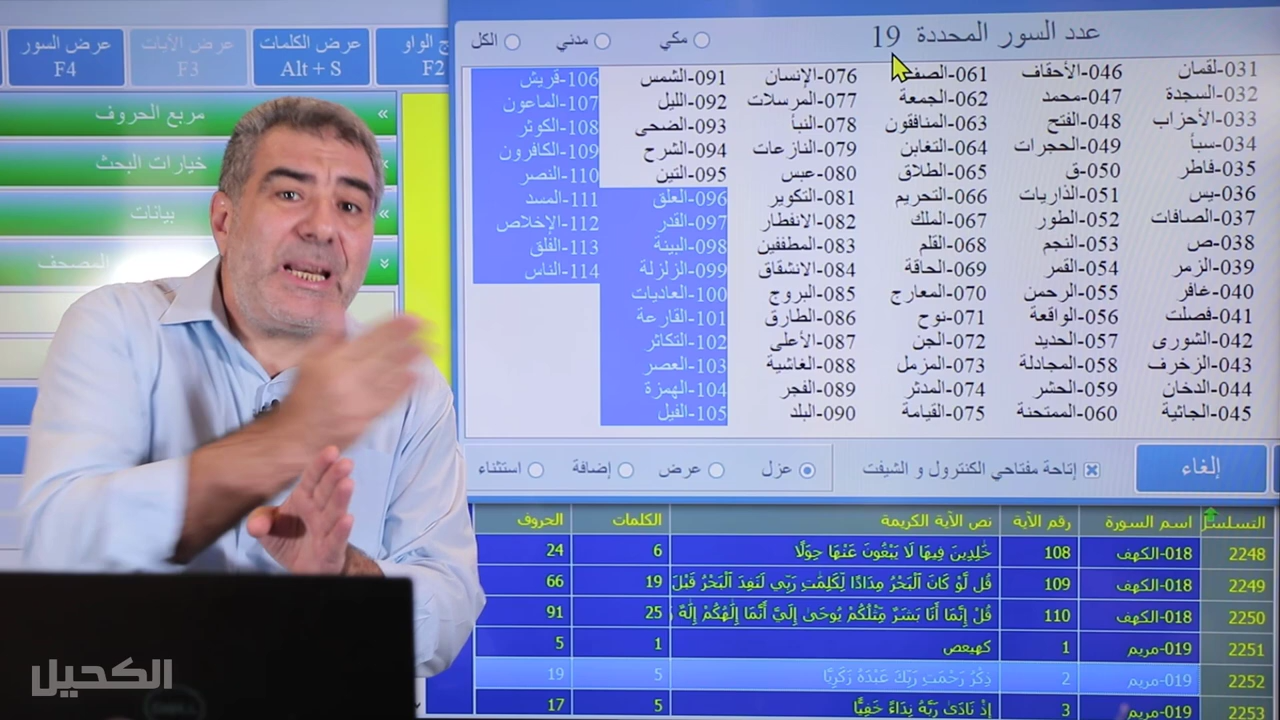 عدد السور المحددة 19
مكي
مدني
الكل
031-لقمان
032-السجدة
033-الأحزاب
034-سبأ
035-فاطر
036-يس
037-الصافات
038-ص
039-الزمر
040-غافر
041-فصلت
042-الشورى
043-الزخرف
044-الدخان
045-الجاثية
046-الأحقاف
047-محمد
048-الفتح
049-الحجرات
050-ق
051-الذاريات
052-الطور
053-النجم
054-القمر
055-الرحمن
056-الواقعة
057-الحديد
058-المجادلة
059-الحشر
060-الممتحنة
061-الصف
062-الجمعة
063-المنافقون
064-التغابن
065-الطلاق
066-التحريم
067-الملك
068-القلم
069-الحاقة
070-المعارج
071-نوح
072-الجن
073-المزمل
074-المدثر
075-القيامة
076-الإنسان
077-المرسلات
078-النبأ
079-النازعات
080-عبس
081-التكوير
082-الانفطار
083-المطففين
084-الانشقاق
085-البروج
086-الطارق
087-الأعلى
088-الغاشية
089-الفجر
090-البلد
091-الشمس
092-الليل
093-الضحى
094-الشرح
095-التين
096-العلق
097-القدر
098-البينة
099-الزلزلة
100-العاديات
101-القارعة
102-التكاثر
103-العصر
104-الهمزة
105-الفيل
106-قريش
107-الماعون
108-الكوثر
109-الكافرون
110-النصر
111-المسد
112-الإخلاص
113-الفلق
114-الناس
إلغاء
إتاحة مفتاحي الكنترول و الشيفت
عزل
عرض
إضافة
استثناء
التسلسل اسم السورة رقم الآية نص الآية الكريمة الكلمات الحروف
2248 018-الكهف 108 خَٰلِدِينَ فِيهَا لَا يَبْغُونَ عَنْهَا حِوَلًا 6 24
2249 018-الكهف 109 قُل لَّوْ كَانَ ٱلْبَحْرُ مِدَادًا لِّكَلِمَٰتِ رَبِّي لَنَفِدَ ٱلْبَحْرُ قَبْلَ 19 66
2250 018-الكهف 110 قُلْ إِنَّمَا أَنَا بَشَرٌ مِّثْلُكُمْ يُوحَىٰ إِلَيَّ أَنَّمَا إِلَٰهُكُمْ إِلَٰهٌ 25 91
2251 019-مريم 1 كهيعص 1 5
2252 019-مريم 2 ذِكْرُ رَحْمَتِ رَبِّكَ عَبْدَهُ زَكَرِيَّا 5 19
2253 019-مريم 3 إِذْ نَادَىٰ رَبَّهُ نِدَاءً خَفِيًّا 5 17
الواو
F2
عرض الكلمات
Alt + S
عرض الآيات
F3
عرض السور
F4
مربع الحروف
خيارات البحث
بيانات
المصحف
الكحيل